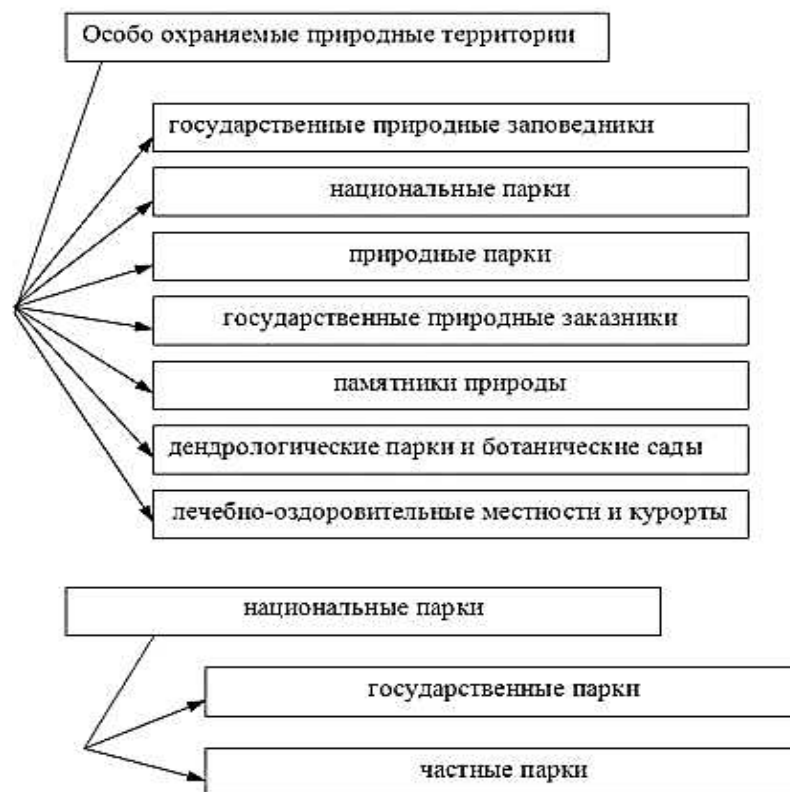 Особо охраняемые природные территории
государственные природные заповедники
национальные парки
природные парки
государственные природные заказники
памятники природы
дендрологические парки и ботанические сады
лечебно-оздоровительные местности и курорты
национальные парки
государственные парки
частные парки